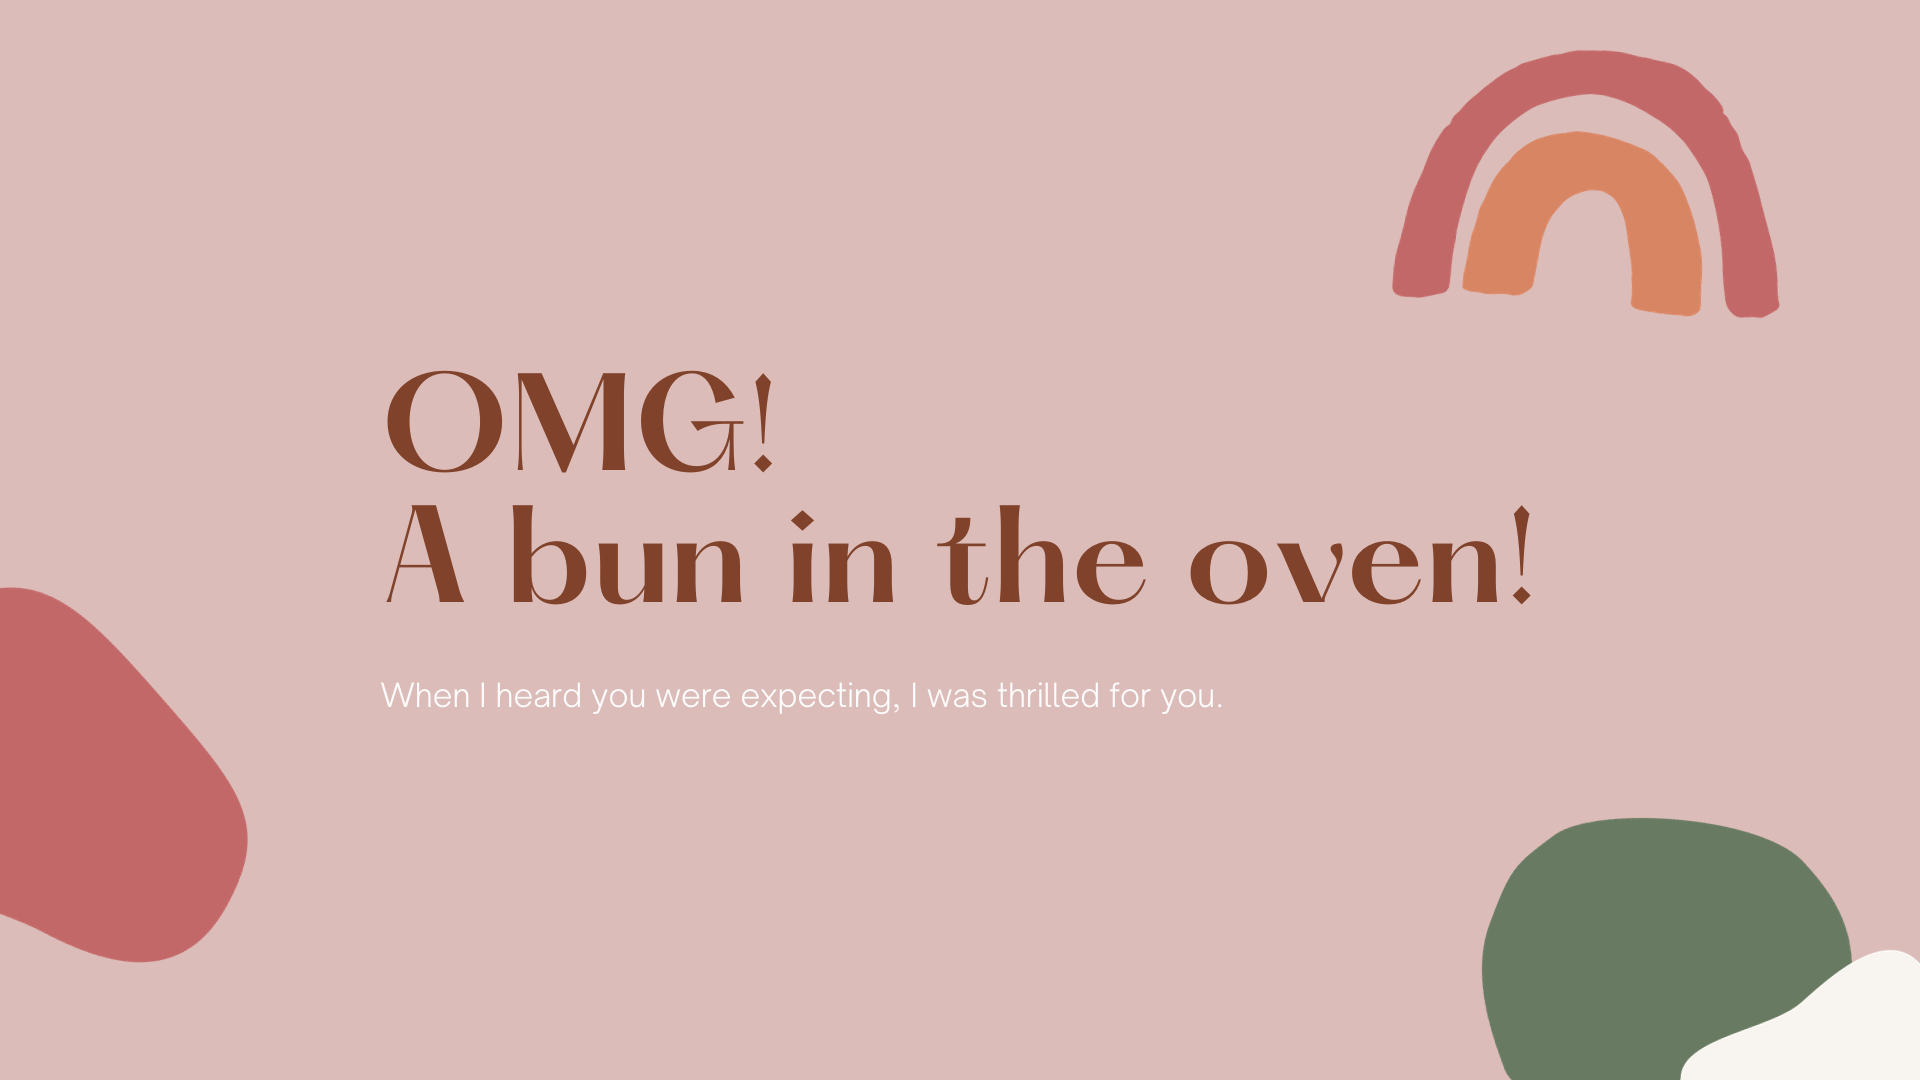 OMG!
A bun in the oven!
When I heard you were expecting, I was thrilled for you.